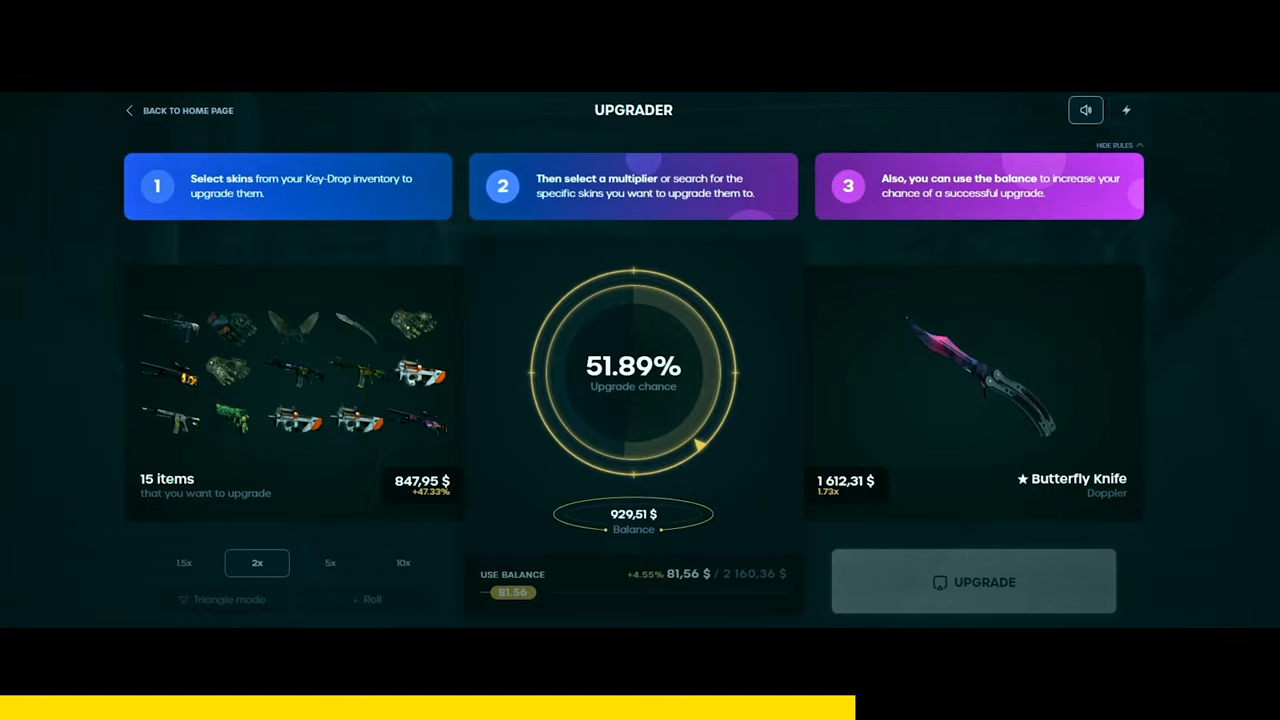 BACK TO HOME PAGE
UPGRADER
HIDE RULES
1
Select skins from your Key-Drop inventory to
upgrade them.
2
Then select a multiplier or search for the
specific skins you want to upgrade them to.
3
Also, you can use the balance to increase your
chance of a successful upgrade.
51.89%
Upgrade chance
15 items
that you want to upgrade
847,95 $
+47.33%
929,51 $
Balance
1 612,31 $
1.73x
★ Butterfly Knife
Doppler
1.5x
2x
5x
10x
Triangle mode
Roll
USE BALANCE
+4.55% 81,56 $ / 2 160,36 $
81.56
UPGRADE